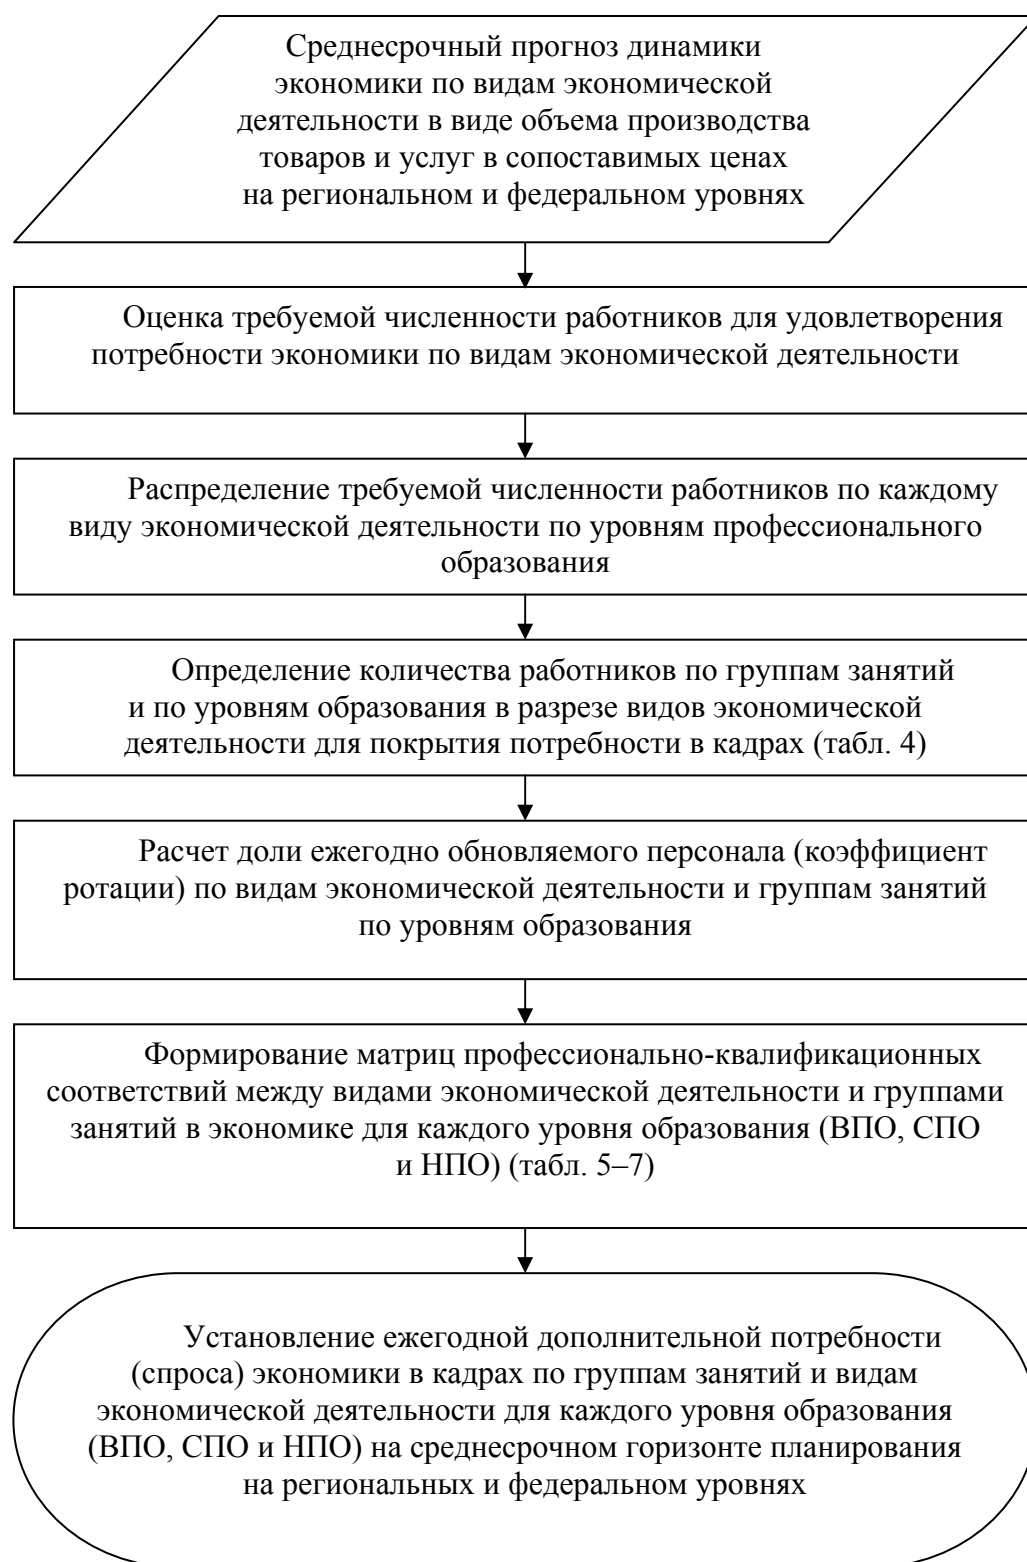 Среднесрочный прогноз динамики
экономики по видам экономической
деятельности в виде объема производства
товаров и услуг в сопоставимых ценах
на региональном и федеральном уровнях
Оценка требуемой численности работников для удовлетворения
потребности экономики по видам экономической деятельности
Распределение требуемой численности работников по каждому
виду экономической деятельности по уровням профессионального
образования
Определение количества работников по группам занятий
и по уровням образования в разрезе видов экономической
деятельности для покрытия потребности в кадрах (табл. 4)
Расчет доли ежегодно обновляемого персонала (коэффициент
ротации) по видам экономической деятельности и группам занятий
по уровням образования
Формирование матриц профессионально-квалификационных
соответствий между видами экономической деятельности и группами
занятий в экономике для каждого уровня образования (ВПО, СПО
и НПО) (табл. 5–7)
Установление ежегодной дополнительной потребности
(спроса) экономики в кадрах по группам занятий и видам
экономической деятельности для каждого уровня образования
(ВПО, СПО и НПО) на среднесрочном горизонте планирования
на региональных и федеральном уровнях